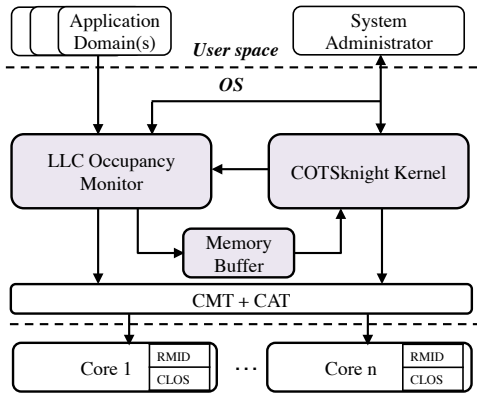 Application
Domain(s)
System
Administrator
User space
OS
LLC Occupancy
Monitor
COTSknight Kernel
Memory
Buffer
CMT + CAT
Core 1
RMID
CLOS
...
Core n
RMID
CLOS